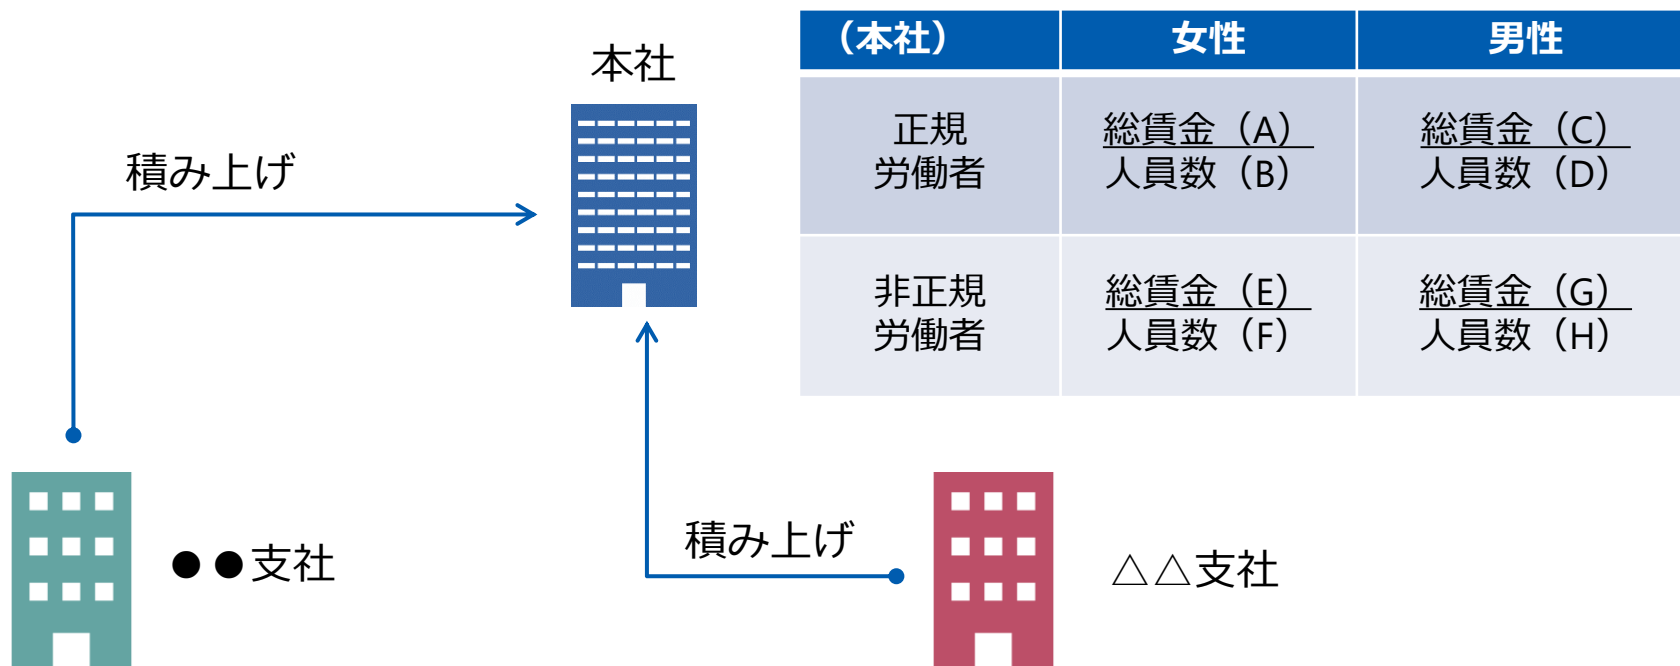 本社
積み上げ
（本社）
女性
男性
正規
労働者
総賃金（A）
人員数（B）
総賃金（C）
人員数（D）
非正規
労働者
総賃金（E）
人員数（F）
総賃金（G）
人員数（H）
●●支社
積み上げ
△△支社